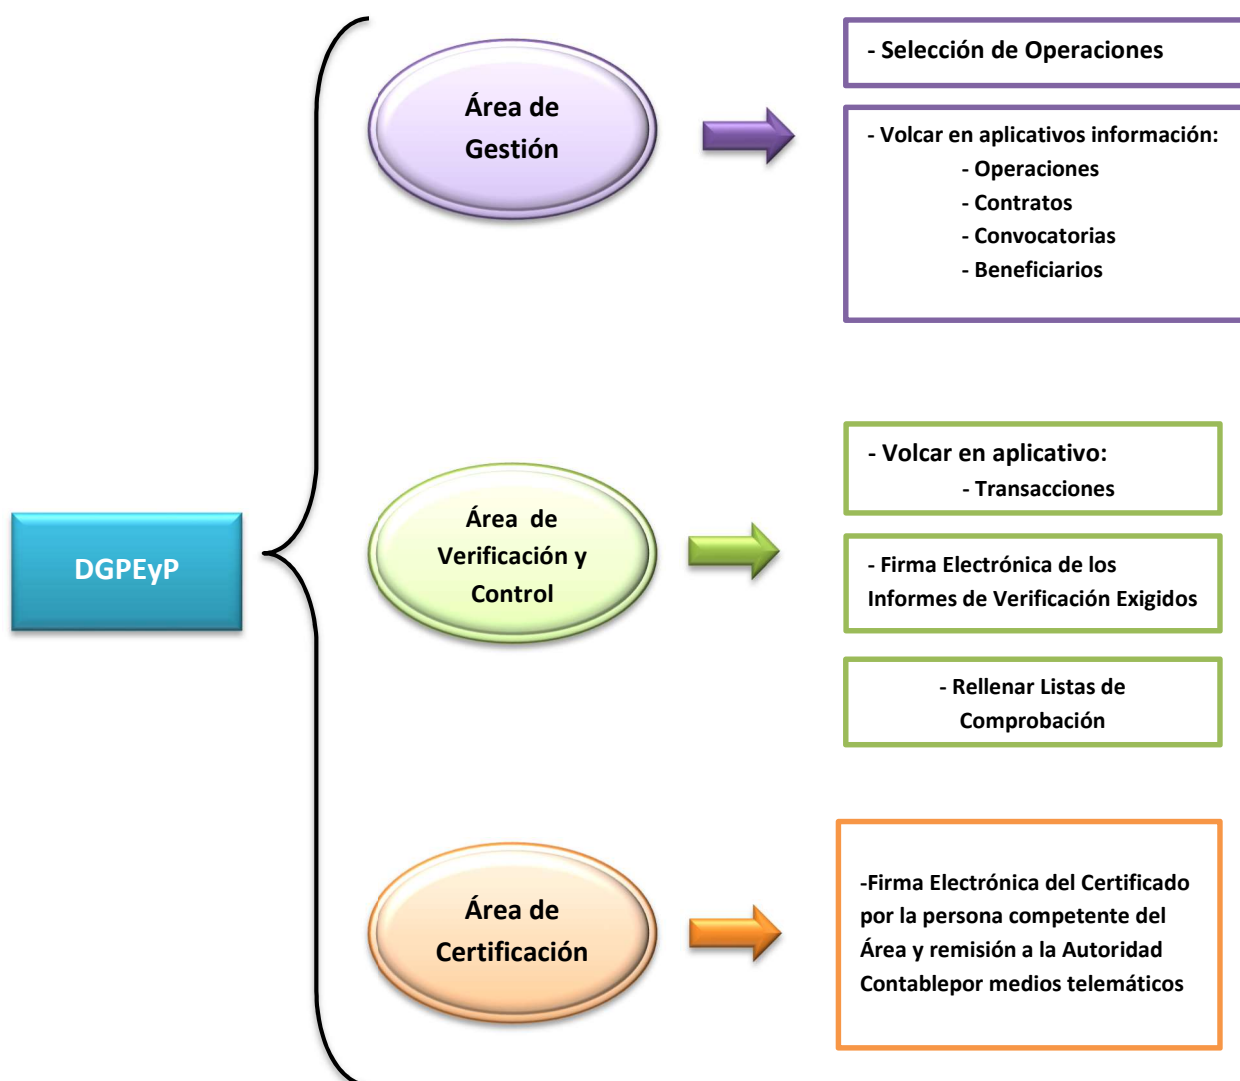 DGPEyP
Área de
Gestión
- Selección de Operaciones
- Volcar en aplicativos información:
- Operaciones
- Contratos
- Convocatorias
- Beneficiarios
Área de
Verificación y
Control
- Volcar en aplicativo:
- Transacciones
- Firma Electrónica de los
Informes de Verificación Exigidos
- Rellenar Listas de
Comprobación
Área de
Certificación
-Firma Electrónica del Certificado
por la persona competente del
Área y remisión a la Autoridad
Contablepor medios telemáticos